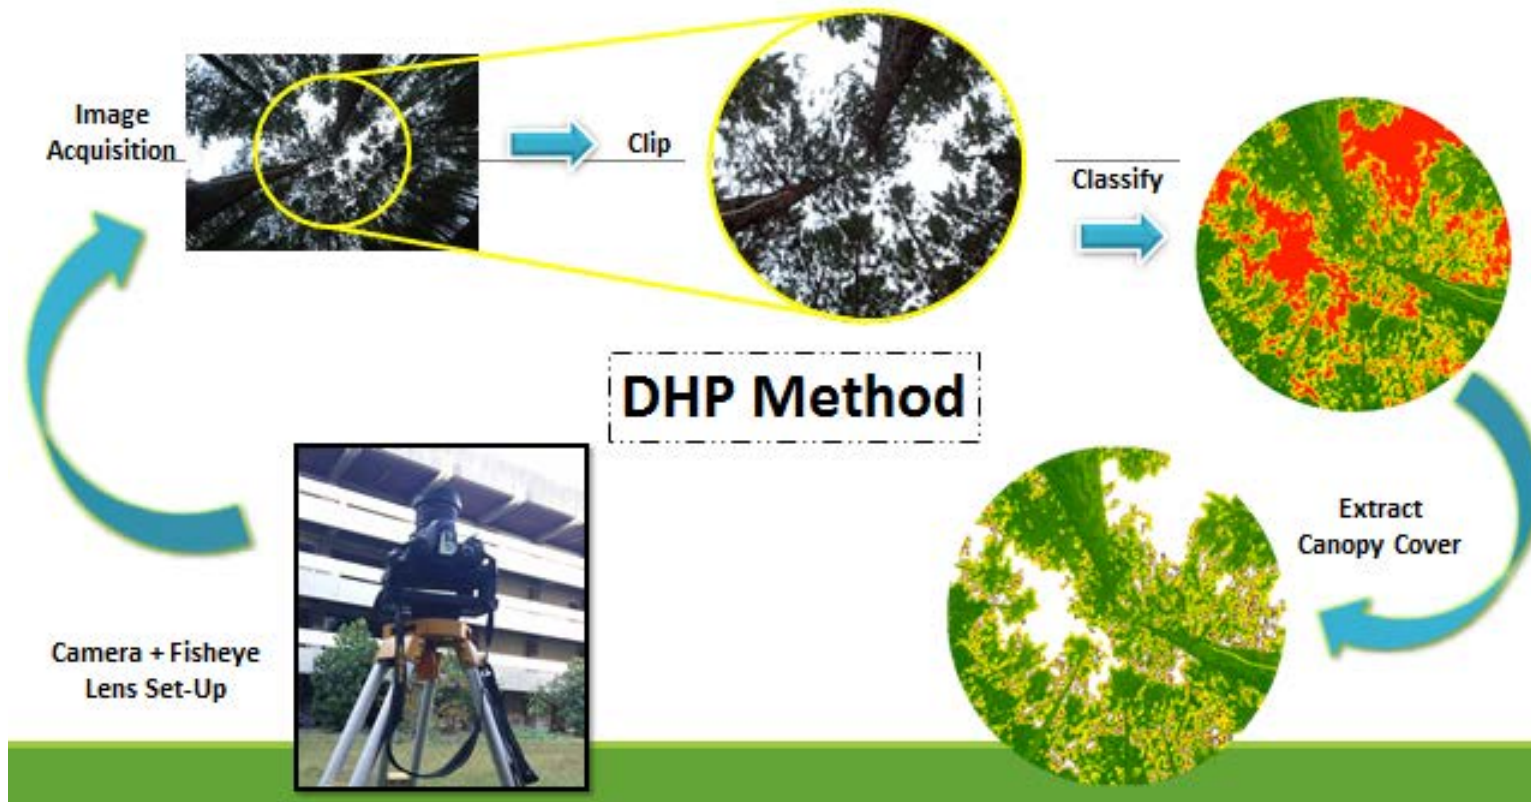 Image
Acquisition
Clip
Classify
DHP Method
Extract
Canopy Cover
Camera + Fisheye
Lens Set-Up